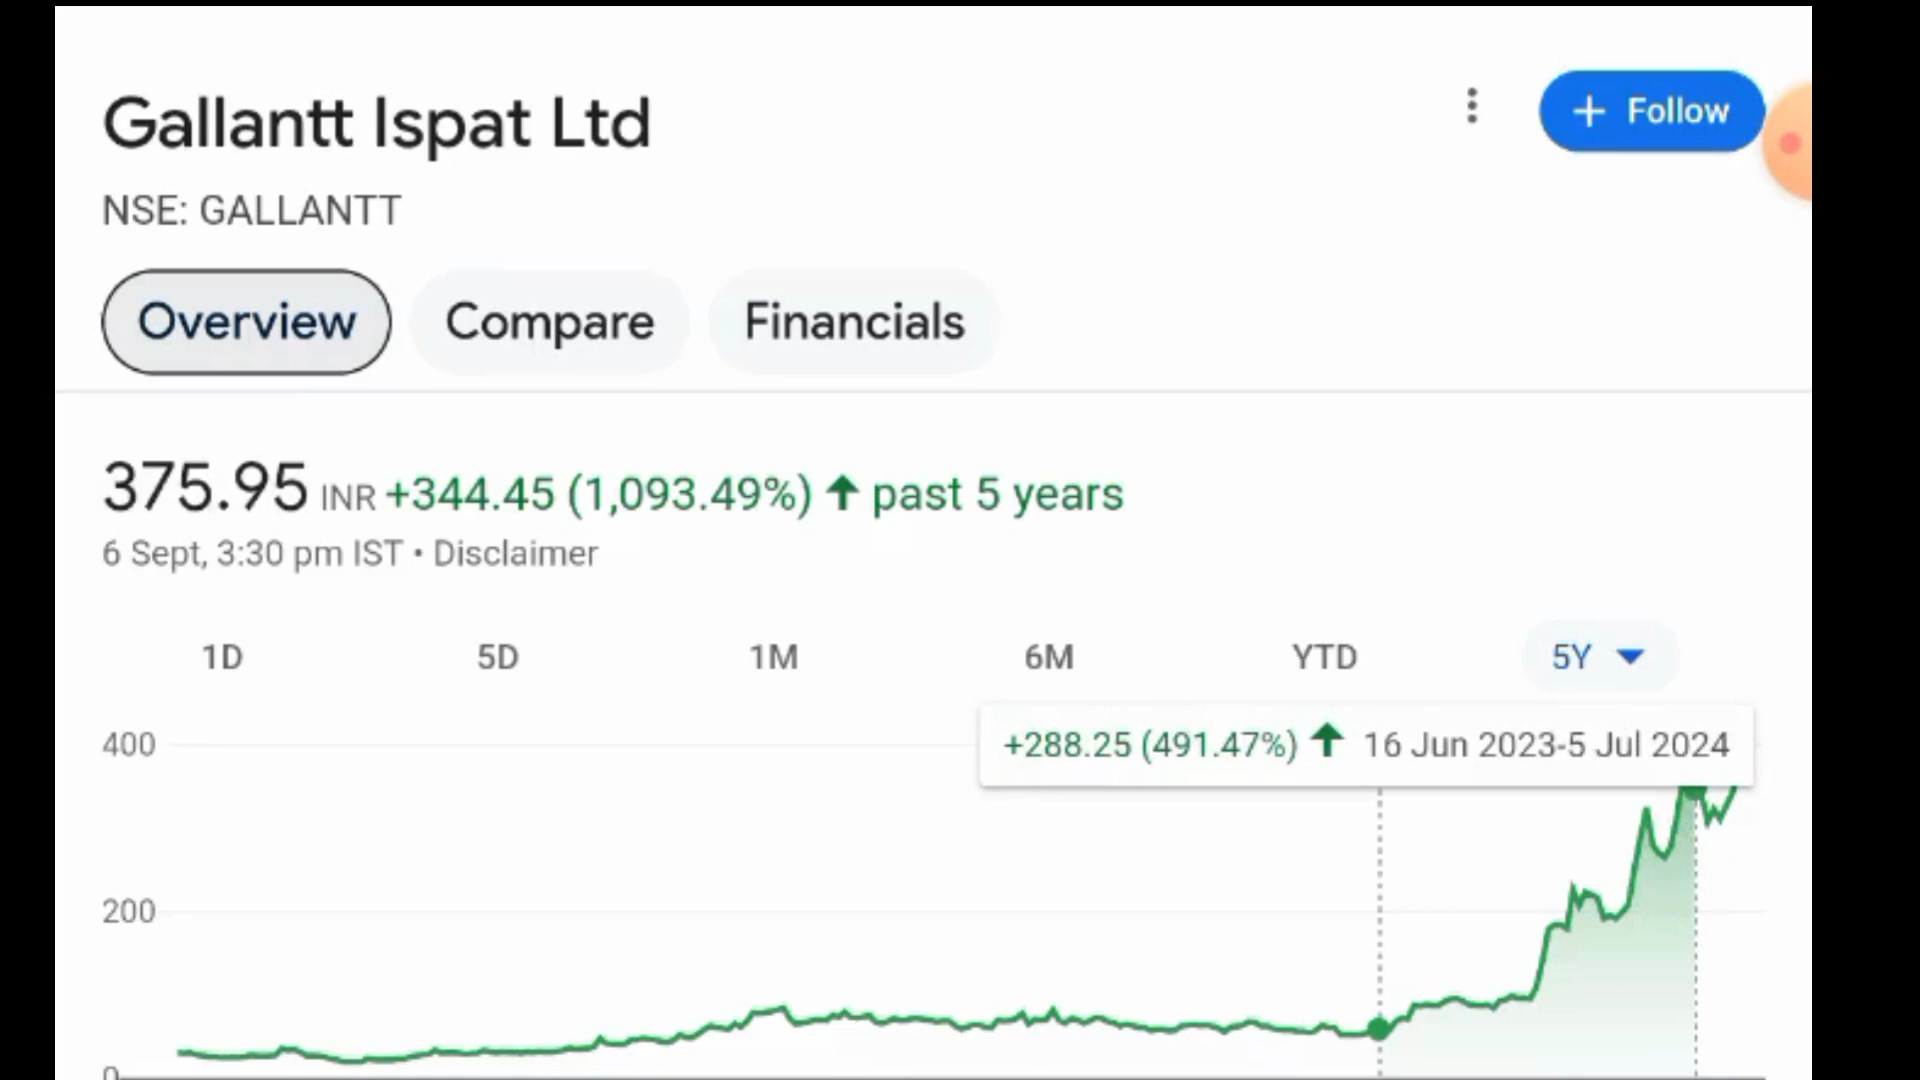 Gallantt Ispat Ltd
+ Follow
NSE: GALLANTT
Overview Compare Financials
375.95 INR +344.45 (1,093.49%) ↑ past 5 years
6 Sept, 3:30 pm IST • Disclaimer
1D 5D 1M 6M YTD 5Y
+288.25 (491.47%) ↑ 16 Jun 2023-5 Jul 2024
400
200
0